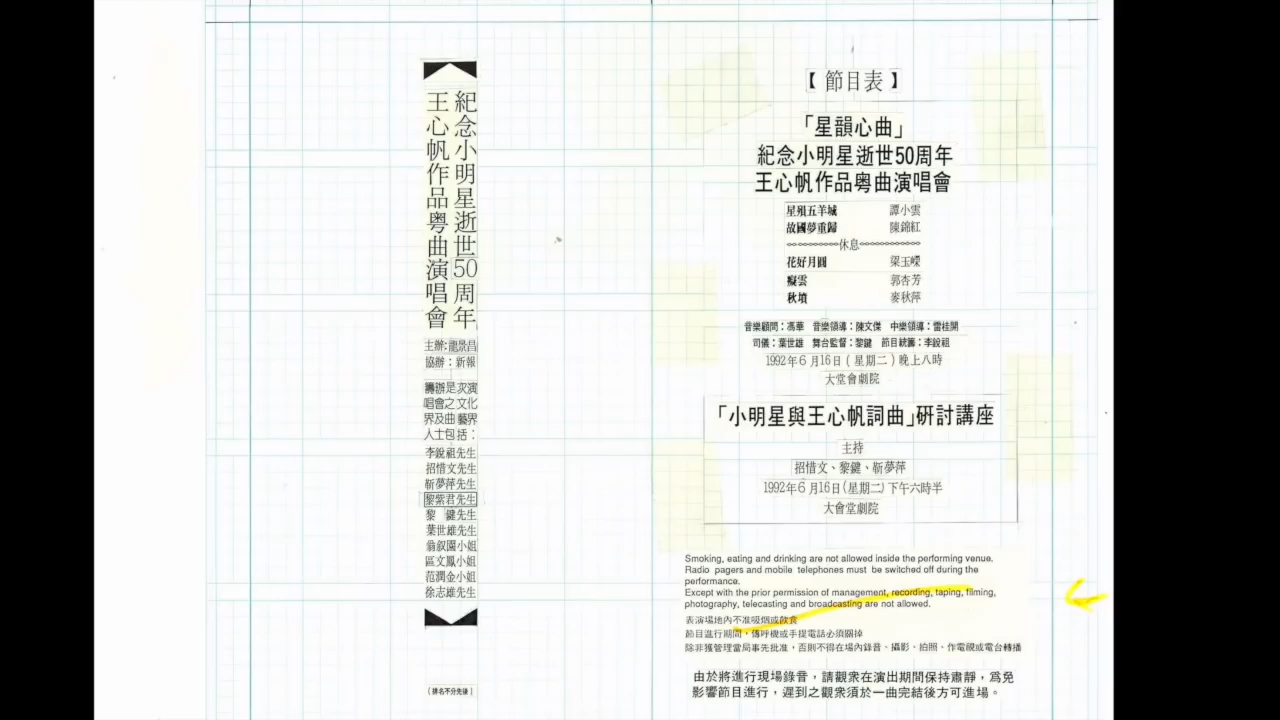 紀念小明星逝世50周年
王心帆作品粵曲演唱會
主辦:龍景昌
協辦：新報
籌辦是次演
唱會之文化
界及曲藝界
人士包括：
李銳祖先生
招惜文先生
靳夢萍先生
黎紫君先生
黎　鍵先生
葉世雄先生
翁叙園小姐
區文鳳小姐
范潤金小姐
徐志雄先生
（排名不分先後）
【節目表】
「星韻心曲」
紀念小明星逝世50周年
王心帆作品粵曲演唱會
星殞五羊城 譚小雲
故國夢重歸 陳錦紅
休息
花好月圓 梁玉嶸
癡雲 郭杏芳
秋墳 麥秋萍
音樂顧問：馮華　音樂領導：陳文傑　中樂領導：雷桂開
司儀：葉世雄　舞台監督：黎鍵　節目統籌：李銳祖
1992年6月16日（星期二）晚上八時
大堂會劇院
「小明星與王心帆詞曲」研討講座
主持
招惜文、黎鍵、靳夢萍
1992年6月16日(星期二)下午六時半
大會堂劇院
Smoking, eating and drinking are not allowed inside the performing venue.
Radio pagers and mobile telephones must be switched off during the
performance.
Except with the prior permission of management, recording, taping, filming,
photography, telecasting and broadcasting are not allowed.
表演場地內不准吸烟或飲食
節目進行期間，傳呼機或手提電話必須關掉
除非獲管理當局事先批准，否則不得在場內錄音、攝影、拍照、作電視或電台轉播
由於將進行現場錄音，請觀眾在演出期間保持肅靜，為免
影響節目進行，遲到之觀眾須於一曲完結後方可進場。